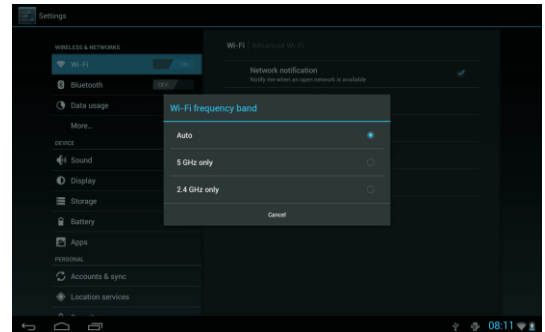 Settings
WIRELESS & NETWORKS
Wi-Fi
ON
Bluetooth
OFF
Data usage
More...
DEVICE
Sound
Display
Storage
Battery
Apps
PERSONAL
Accounts & sync
Location services
Wi-Fi | Advanced Wi-Fi
Network notification
Notify me when an open network is available
Wi-Fi frequency band
Auto
5 GHz only
2.4 GHz only
Cancel
08:11